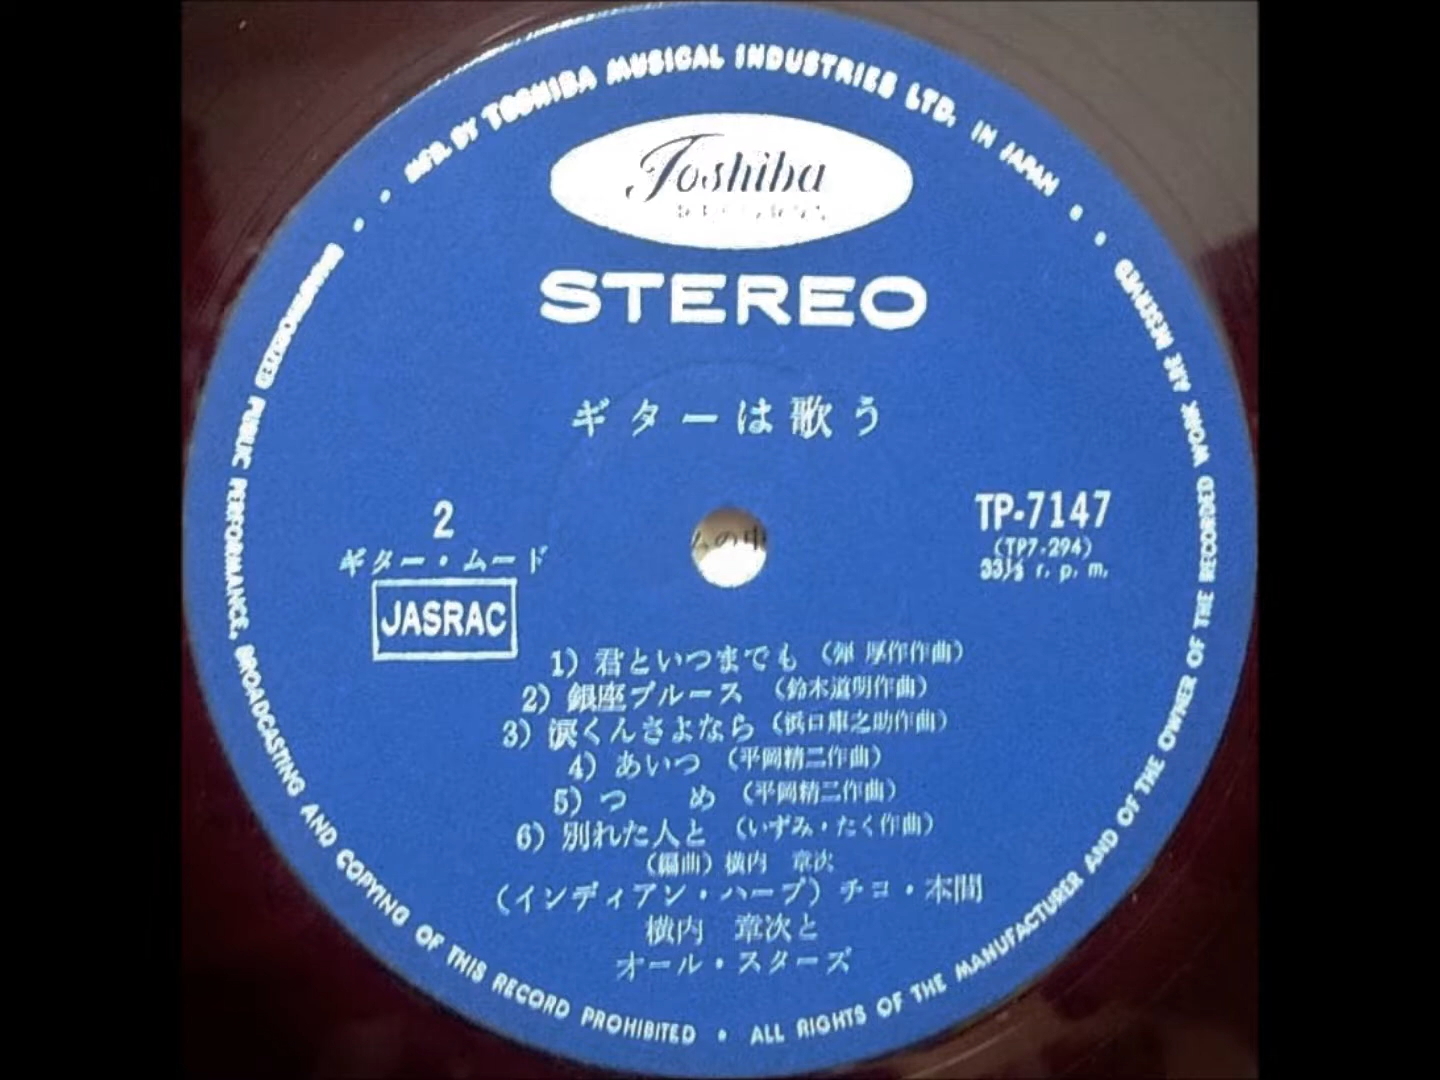 MFR. BY TOSHIBA MUSICAL INDUSTRIES LTD. IN JAPAN
Toshiba
RECORDS
STEREO
ギターは歌う
2
ギター・ムード
JASRAC
TP-7147
(TP7-294)
33⅓ r. p. m.
ムの中
1) 君といつまでも (弾 厚作作曲)
2) 銀座ブルース (鈴木道明作曲)
3) 涙くんさよなら (浜口庫之助作曲)
4) あいつ (平岡精二作曲)
5) つ め (平岡精二作曲)
6) 別れた人と (いずみ・たく作曲)
(編曲) 横内 章次
(インディアン・ハープ) チコ・本間
横内 章次と
オール・スターズ
UNAUTHORIZED PUBLIC PERFORMANCE, BROADCASTING AND COPYING OF THIS RECORD PROHIBITED • ALL RIGHTS OF THE MANUFACTURER AND OF THE OWNER OF THE RECORDED WORK ARE RESERVED